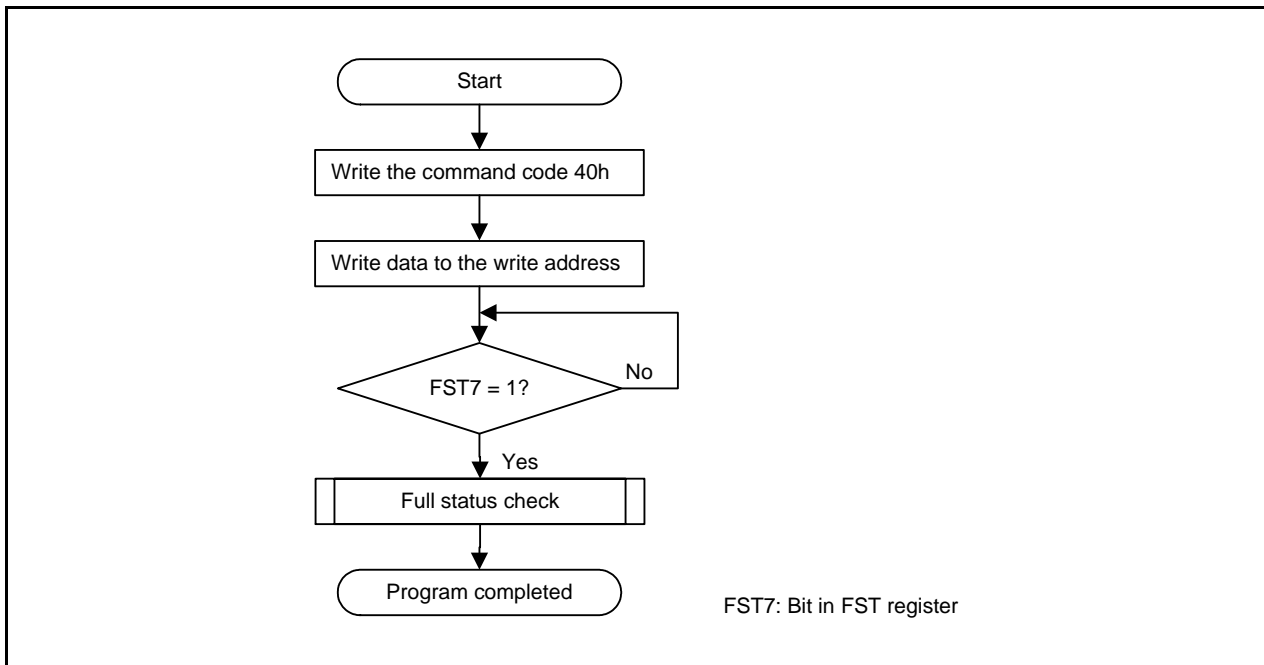 Start
Write the command code 40h
Write data to the write address
FST7 = 1?
No
Yes
Full status check
Program completed
FST7: Bit in FST register